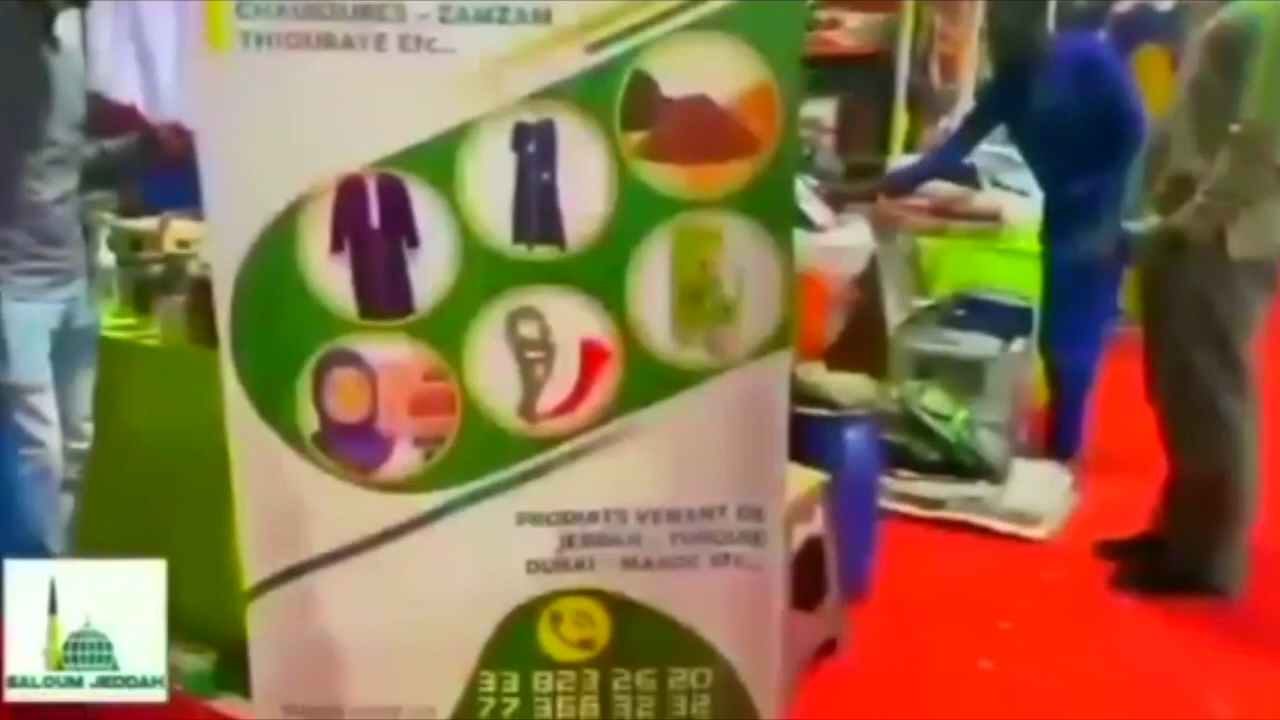 CHAUSSURES - ZAMZAM
THIOURAYE Etc...
PRODUITS VENANT DE
JEDDAH - TURQUIE
DUBAI - MAROC Etc...
33 823 26 20
77 366 32 32
SALOUM JEDDAH